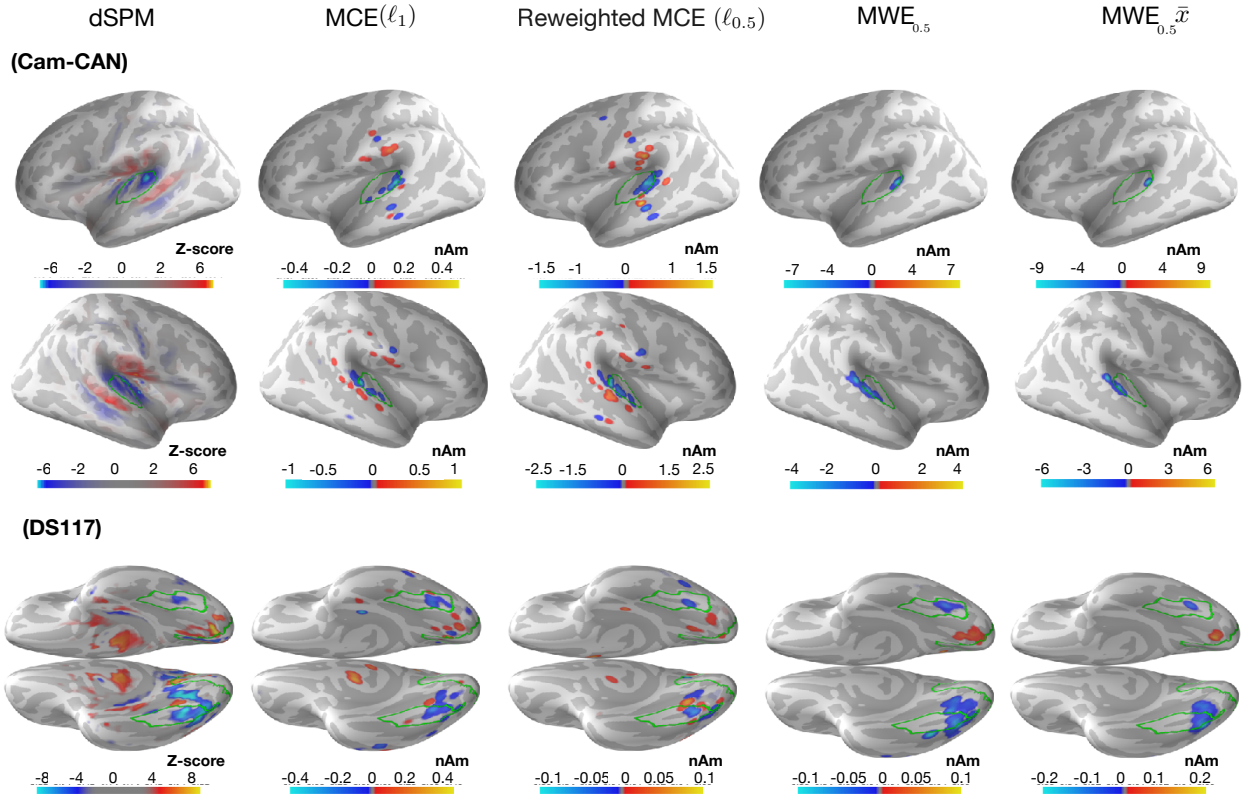 dSPM MCE(ℓ₁) Reweighted MCE (ℓ₀.₅) MWE₀.₅ MWE₀.₅ x̄
(Cam-CAN)
Z-score nAm nAm nAm nAm
-6 -2 0 2 6 -0.4 -0.2 0 0.2 0.4 -1.5 -1 0 1 1.5 -7 -4 0 4 7 -9 -4 0 4 9
Z-score nAm nAm nAm nAm
-6 -2 0 2 6 -1 -0.5 0 0.5 1 -2.5 -1.5 0 1.5 2.5 -4 -2 0 2 4 -6 -3 0 3 6
(DS117)
Z-score nAm nAm nAm nAm
-8 -4 0 4 8 -0.4 -0.2 0 0.2 0.4 -0.1 -0.05 0 0.05 0.1 -0.1 -0.05 0 0.05 0.1 -0.2 -0.1 0 0.1 0.2